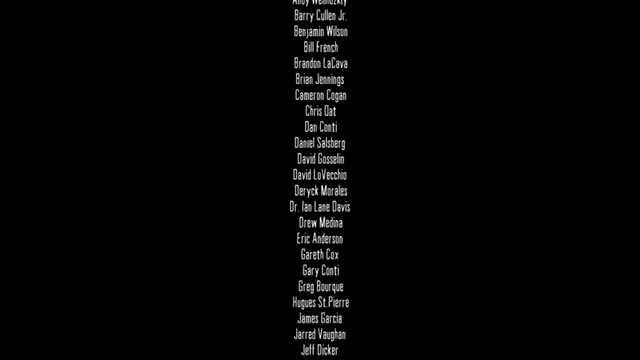 Barry Cullen Jr.
Benjamin Wilson
Bill French
Brandon LaCava
Brian Jennings
Cameron Cogan
Chris Oat
Dan Conti
Daniel Salsberg
David Gosselin
David LoVecchio
Deryck Morales
Dr. Ian Lane Davis
Drew Medina
Eric Anderson
Gareth Cox
Gary Conti
Greg Bourque
Hugues St.Pierre
James Garcia
Jarred Vaughan
Jeff Dicker